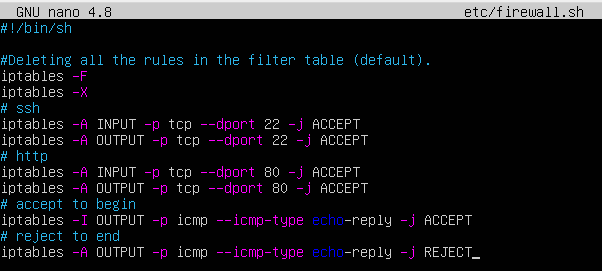 GNU nano 4.8 etc/firewall.sh
#!/bin/sh
#Deleting all the rules in the filter table (default).
iptables -F
iptables -X
# ssh
iptables -A INPUT -p tcp --dport 22 -j ACCEPT
iptables -A OUTPUT -p tcp --dport 22 -j ACCEPT
# http
iptables -A INPUT -p tcp --dport 80 -j ACCEPT
iptables -A OUTPUT -p tcp --dport 80 -j ACCEPT
# accept to begin
iptables -I OUTPUT -p icmp --icmp-type echo-reply -j ACCEPT
# reject to end
iptables -A OUTPUT -p icmp --icmp-type echo-reply -j REJECT